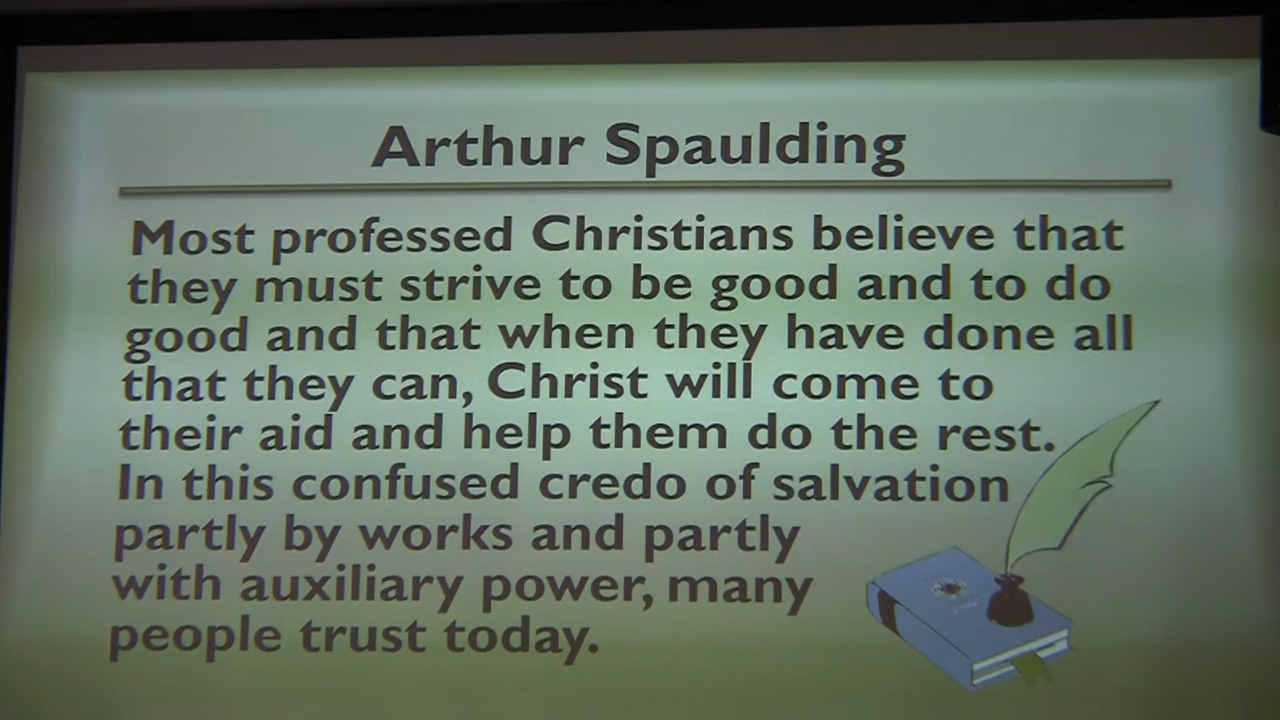 Arthur Spaulding
Most professed Christians believe that
they must strive to be good and to do
good and that when they have done all
that they can, Christ will come to
their aid and help them do the rest.
In this confused credo of salvation
partly by works and partly
with auxiliary power, many
people trust today.